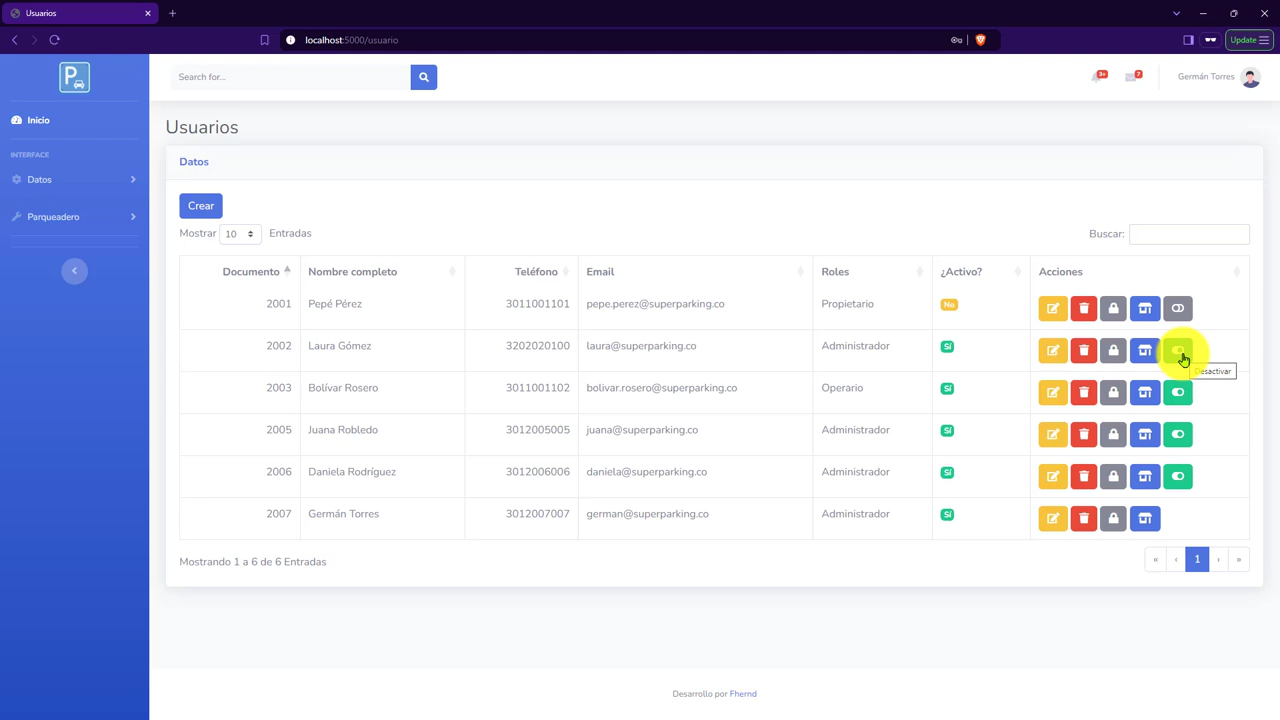 Usuarios
localhost:5000/usuario
Update
P
Search for...
3+
7
Germán Torres
Inicio
INTERFACE
Datos
Parqueadero
Usuarios
Datos
Crear
Mostrar 10 Entradas
Buscar:
Documento Nombre completo Teléfono Email Roles ¿Activo? Acciones
2001 Pepé Pérez 3011001101 pepe.perez@superparking.co Propietario No
2002 Laura Gómez 3202020100 laura@superparking.co Administrador Sí
Desactivar
2003 Bolívar Rosero 3011001102 bolivar.rosero@superparking.co Operario Sí
2005 Juana Robledo 3012005005 juana@superparking.co Administrador Sí
2006 Daniela Rodríguez 3012006006 daniela@superparking.co Administrador Sí
2007 Germán Torres 3012007007 german@superparking.co Administrador Sí
Mostrando 1 a 6 de 6 Entradas
« ‹ 1 › »
Desarrollo por Fhernd